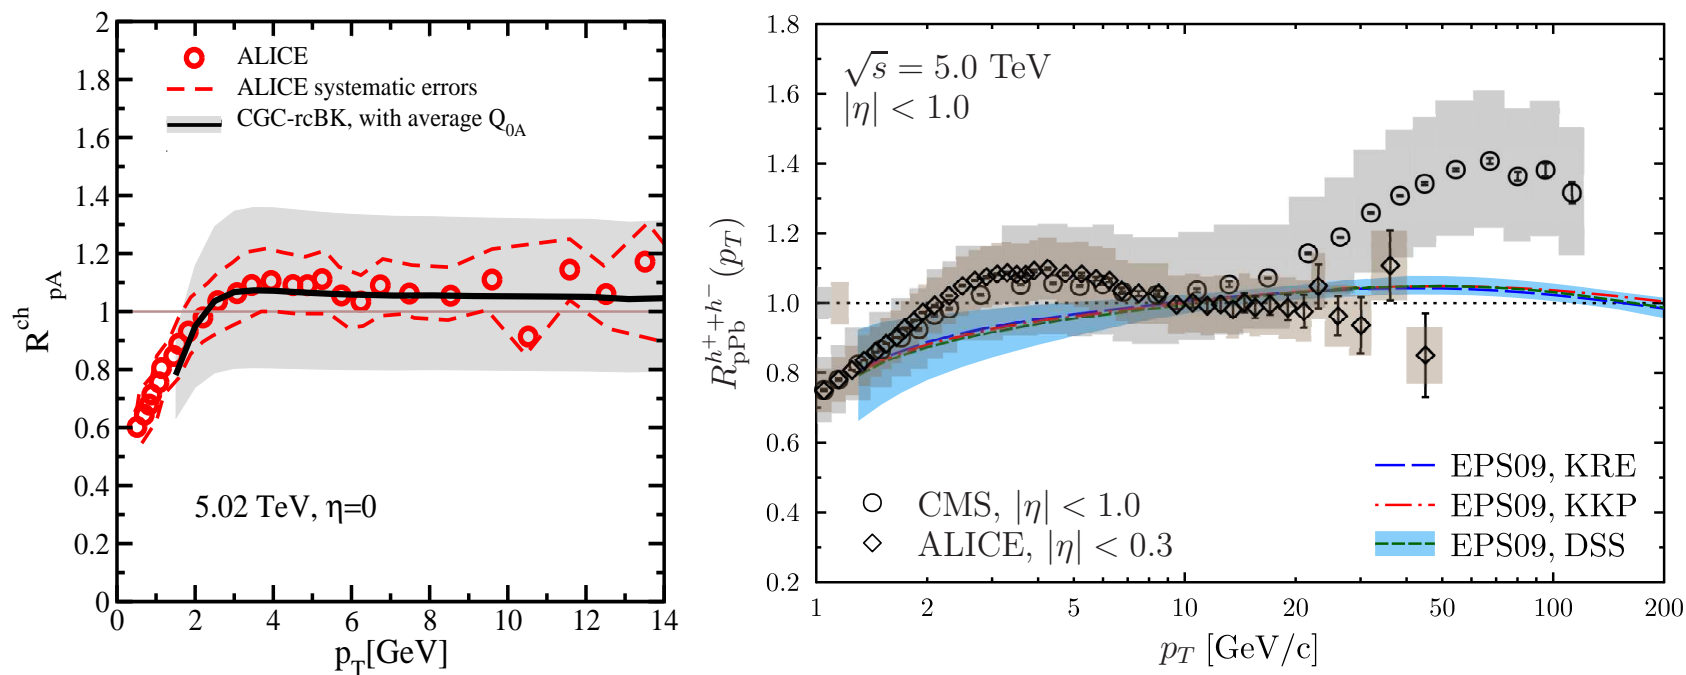 2
1.8
1.6
1.4
1.2
1
0.8
0.6
0.4
0.2
0
R^ch_pA
ALICE
ALICE systematic errors
CGC-rcBK, with average Q_0A
5.02 TeV, η=0
0 2 4 6 8 10 12 14
p_T[GeV]
1.8
1.6
1.4
1.2
1.0
0.8
0.6
0.4
0.2
R^{h^+ + h^-}_{pPb} (p_T)
√s = 5.0 TeV
|η| < 1.0
CMS, |η| < 1.0
ALICE, |η| < 0.3
EPS09, KRE
EPS09, KKP
EPS09, DSS
1 2 5 10 20 50 100 200
p_T [GeV/c]